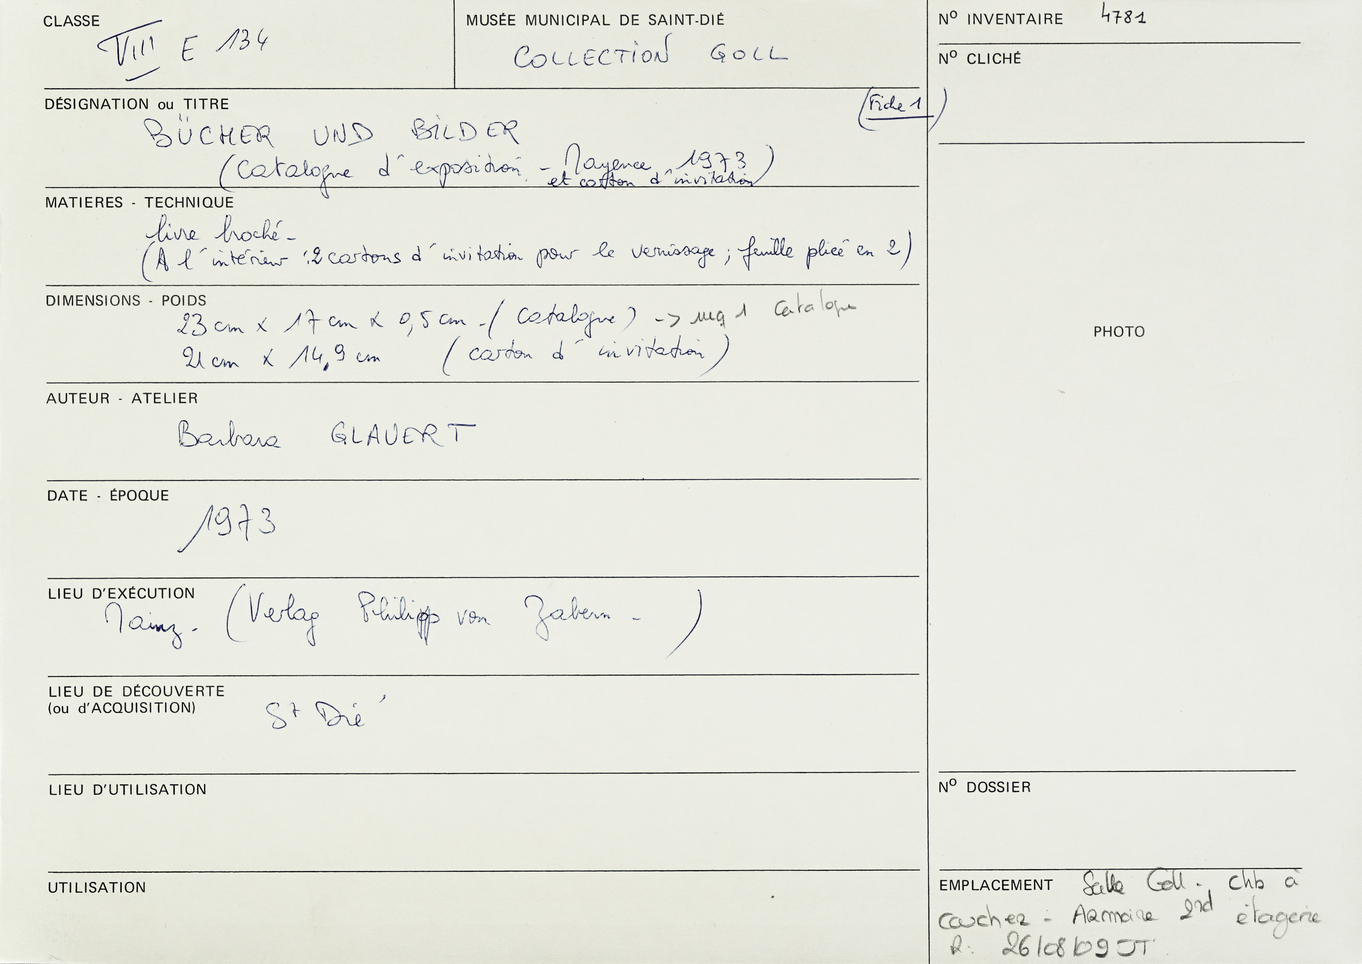 CLASSE
VIII E 134
MUSÉE MUNICIPAL DE SAINT-DIÉ
COLLECTION GOLL
Nº INVENTAIRE 4781
Nº CLICHÉ
DÉSIGNATION ou TITRE
(Fiche 1)
BÜCHER UND BILDER
(Catalogue d'exposition - Mayence 1973)
et carton d'invitation
MATIERES - TECHNIQUE
livre broché -
(A l'intérieur : 2 cartons d'invitation pour le vernissage ; feuille pliée en 2)
DIMENSIONS - POIDS
23 cm x 17 cm x 0,5 cm - (Catalogue) -> mq 1 Catalogue
21 cm x 14,9 cm (carton d'invitation)
PHOTO
AUTEUR - ATELIER
Barbara GLAUERT
DATE - ÉPOQUE
1973
LIEU D'EXÉCUTION
Mainz - (Verlag Philipp von Zabern - )
LIEU DE DÉCOUVERTE
(ou d'ACQUISITION)
St Dié
LIEU D'UTILISATION
UTILISATION
Nº DOSSIER
EMPLACEMENT Salle Goll - chb à
coucher - Armoire 2nd étagerie
R: 26/08/09 JT